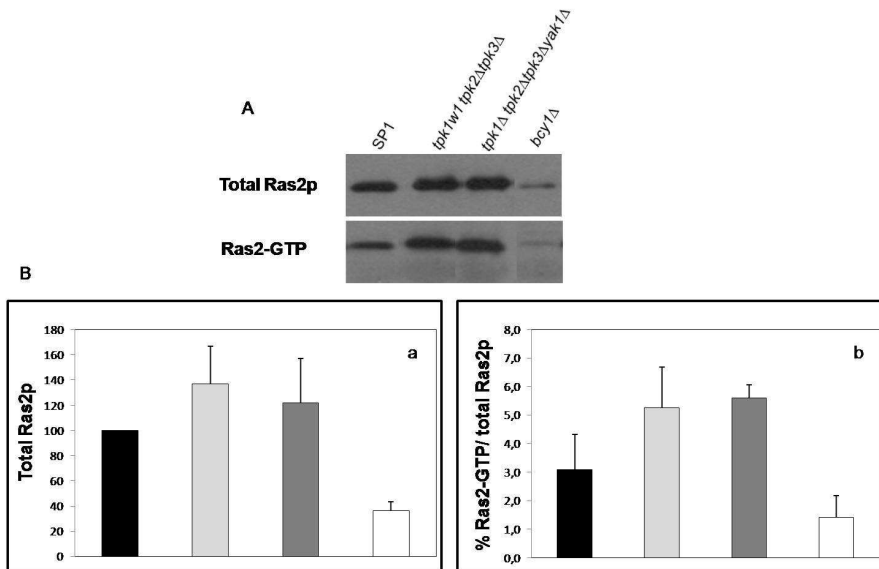 A
SP1
tpk1w1 tpk2Δtpk3Δ
tpk1Δ tpk2Δtpk3Δyak1Δ
bcy1Δ
Total Ras2p
Ras2-GTP
B
a
Total Ras2p
180
160
140
120
100
80
60
40
20
0
b
% Ras2-GTP/ total Ras2p
8,0
7,0
6,0
5,0
4,0
3,0
2,0
1,0
0,0